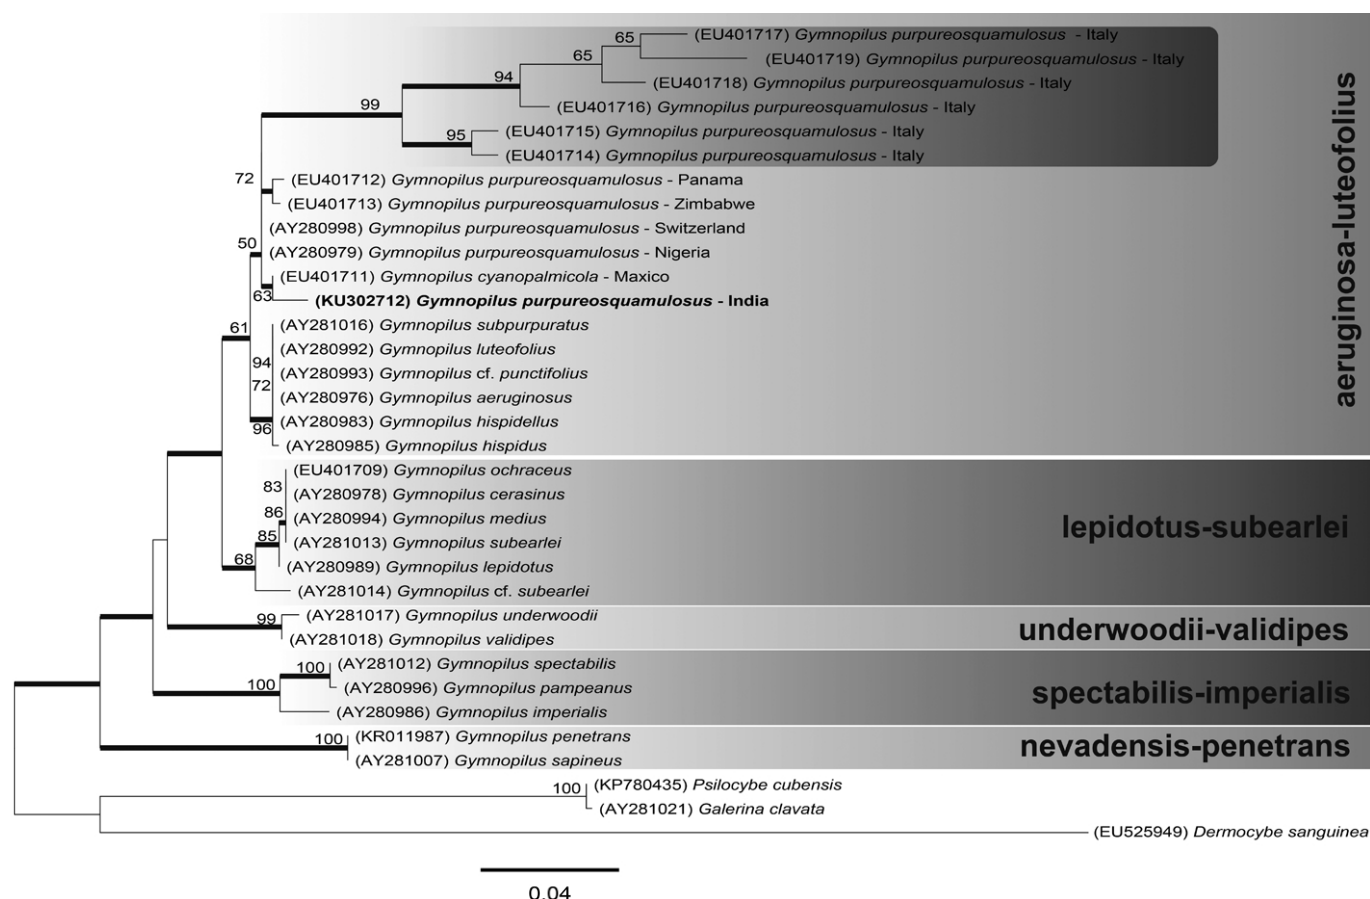 65 (EU401717) Gymnopilus purpureosquamulosus - Italy
65 (EU401719) Gymnopilus purpureosquamulosus - Italy
94 (EU401718) Gymnopilus purpureosquamulosus - Italy
99 (EU401716) Gymnopilus purpureosquamulosus - Italy
95 (EU401715) Gymnopilus purpureosquamulosus - Italy
(EU401714) Gymnopilus purpureosquamulosus - Italy
72 (EU401712) Gymnopilus purpureosquamulosus - Panama
(EU401713) Gymnopilus purpureosquamulosus - Zimbabwe
(AY280998) Gymnopilus purpureosquamulosus - Switzerland
50 (AY280979) Gymnopilus purpureosquamulosus - Nigeria
(EU401711) Gymnopilus cyanopalmicola - Maxico
63 (KU302712) Gymnopilus purpureosquamulosus - India
61 (AY281016) Gymnopilus subpurpuratus
(AY280992) Gymnopilus luteofolius
94 (AY280993) Gymnopilus cf. punctifolius
72 (AY280976) Gymnopilus aeruginosus
(AY280983) Gymnopilus hispidellus
96 (AY280985) Gymnopilus hispidus
aeruginosa-luteofolius
(EU401709) Gymnopilus ochraceus
83 (AY280978) Gymnopilus cerasinus
86 (AY280994) Gymnopilus medius
85 (AY281013) Gymnopilus subearlei
68 (AY280989) Gymnopilus lepidotus
(AY281014) Gymnopilus cf. subearlei
lepidotus-subearlei
99 (AY281017) Gymnopilus underwoodii
(AY281018) Gymnopilus validipes
underwoodii-validipes
100 (AY281012) Gymnopilus spectabilis
100 (AY280996) Gymnopilus pampeanus
(AY280986) Gymnopilus imperialis
spectabilis-imperialis
100 (KR011987) Gymnopilus penetrans
(AY281007) Gymnopilus sapineus
nevadensis-penetrans
100 (KP780435) Psilocybe cubensis
(AY281021) Galerina clavata
(EU525949) Dermocybe sanguinea
0.04